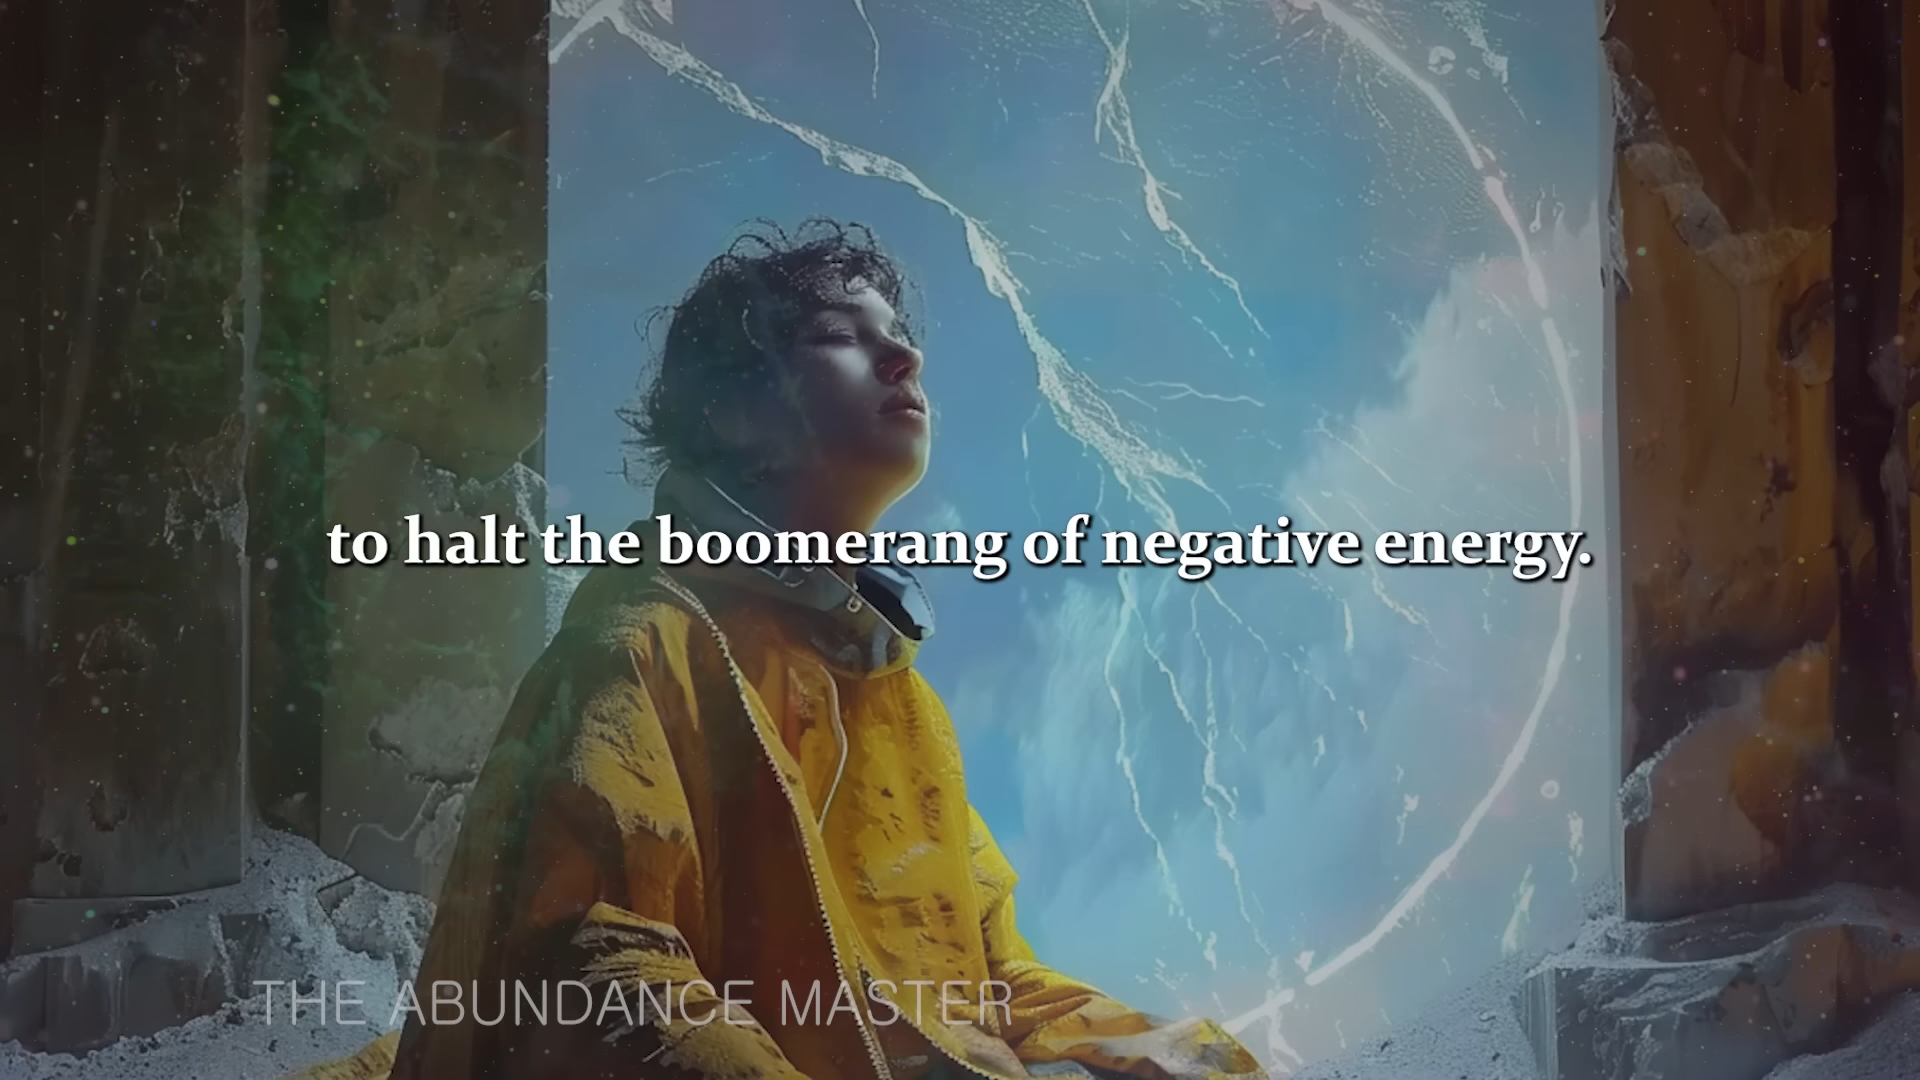 to halt the boomerang of negative energy.
THE ABUNDANCE MASTER